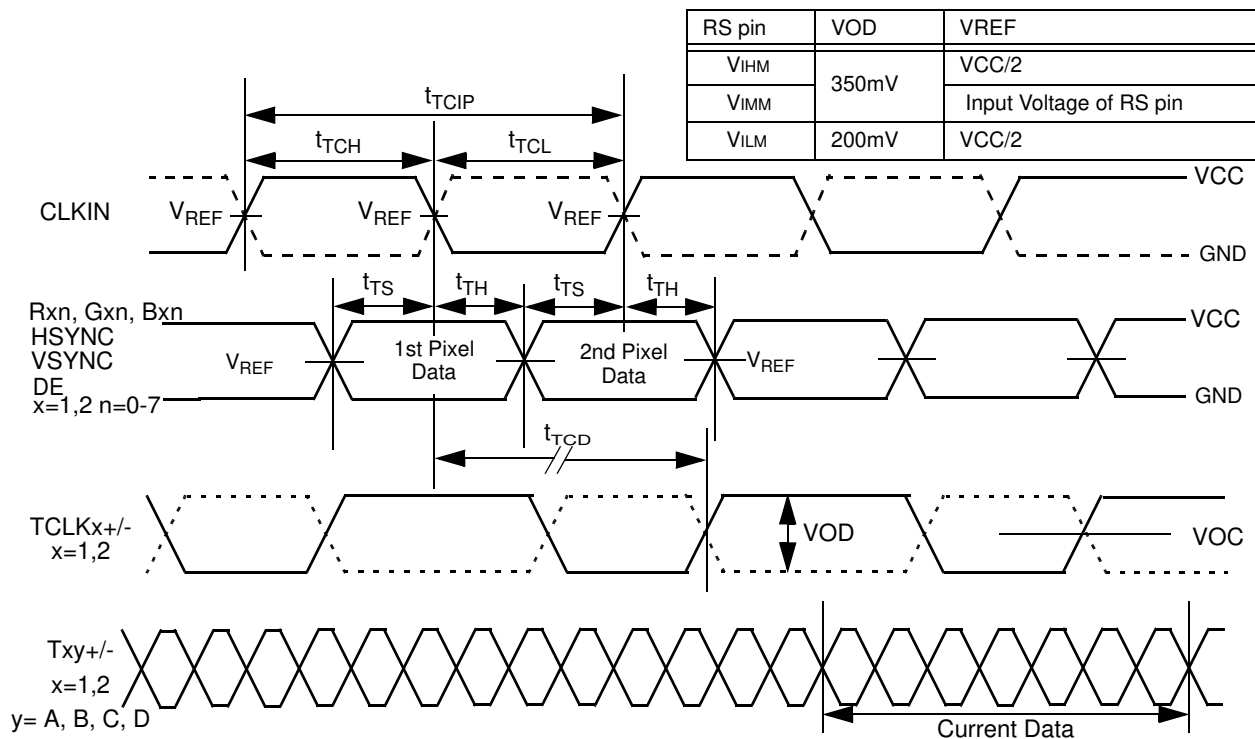 RS pin VOD VREF
VIHM 350mV VCC/2
VIMM Input Voltage of RS pin
VILM 200mV VCC/2
tTCIP
tTCH tTCL
CLKIN VREF VREF VREF VCC
GND
tTS tTH tTS tTH
Rxn, Gxn, Bxn
HSYNC
VSYNC
DE
x=1,2 n=0-7
VREF
1st Pixel
Data
2nd Pixel
Data
VREF
VCC
GND
tTCD
TCLKx+/-
x=1,2
VOD
VOC
Txy+/-
x=1,2
y= A, B, C, D
Current Data